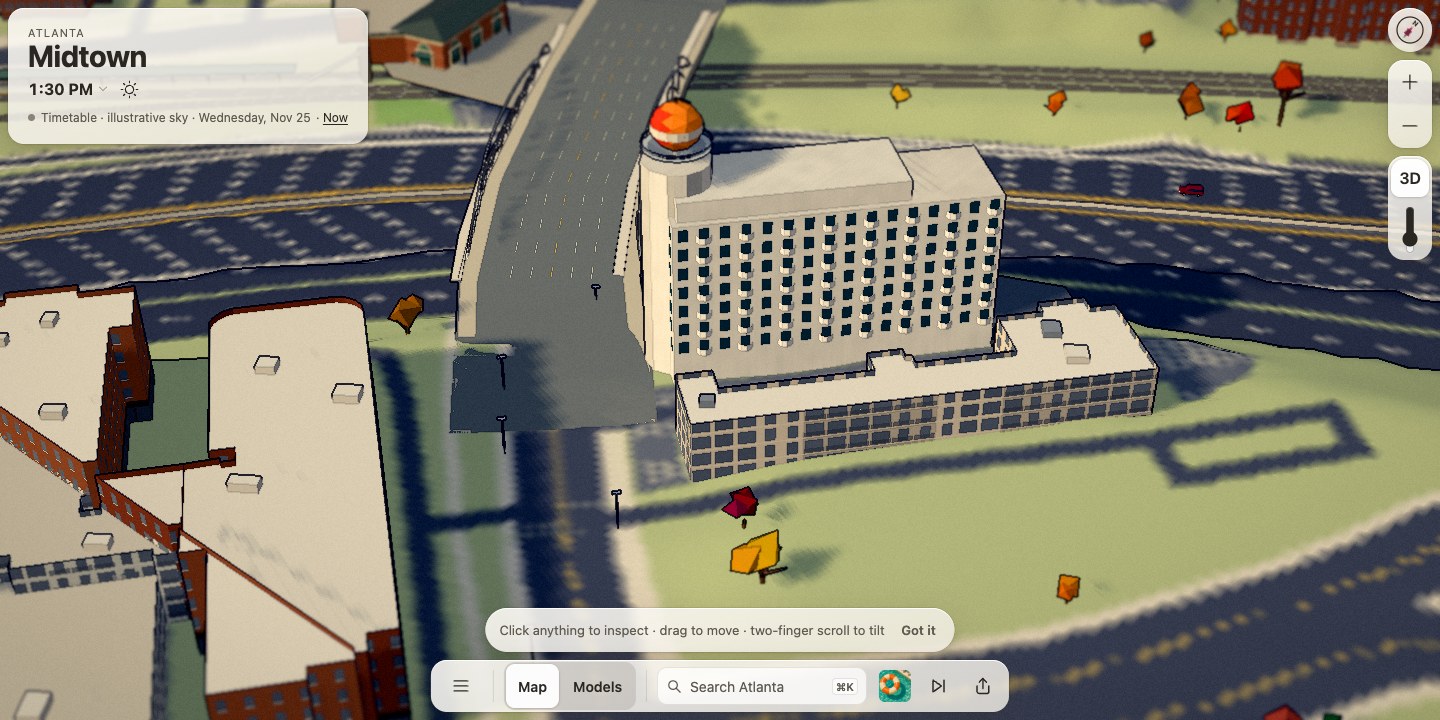 ATLANTA
Midtown
1:30 PM
Timetable · illustrative sky · Wednesday, Nov 25 · Now
N
3D
Click anything to inspect · drag to move · two-finger scroll to tilt Got it
Map Models Search Atlanta ⌘K